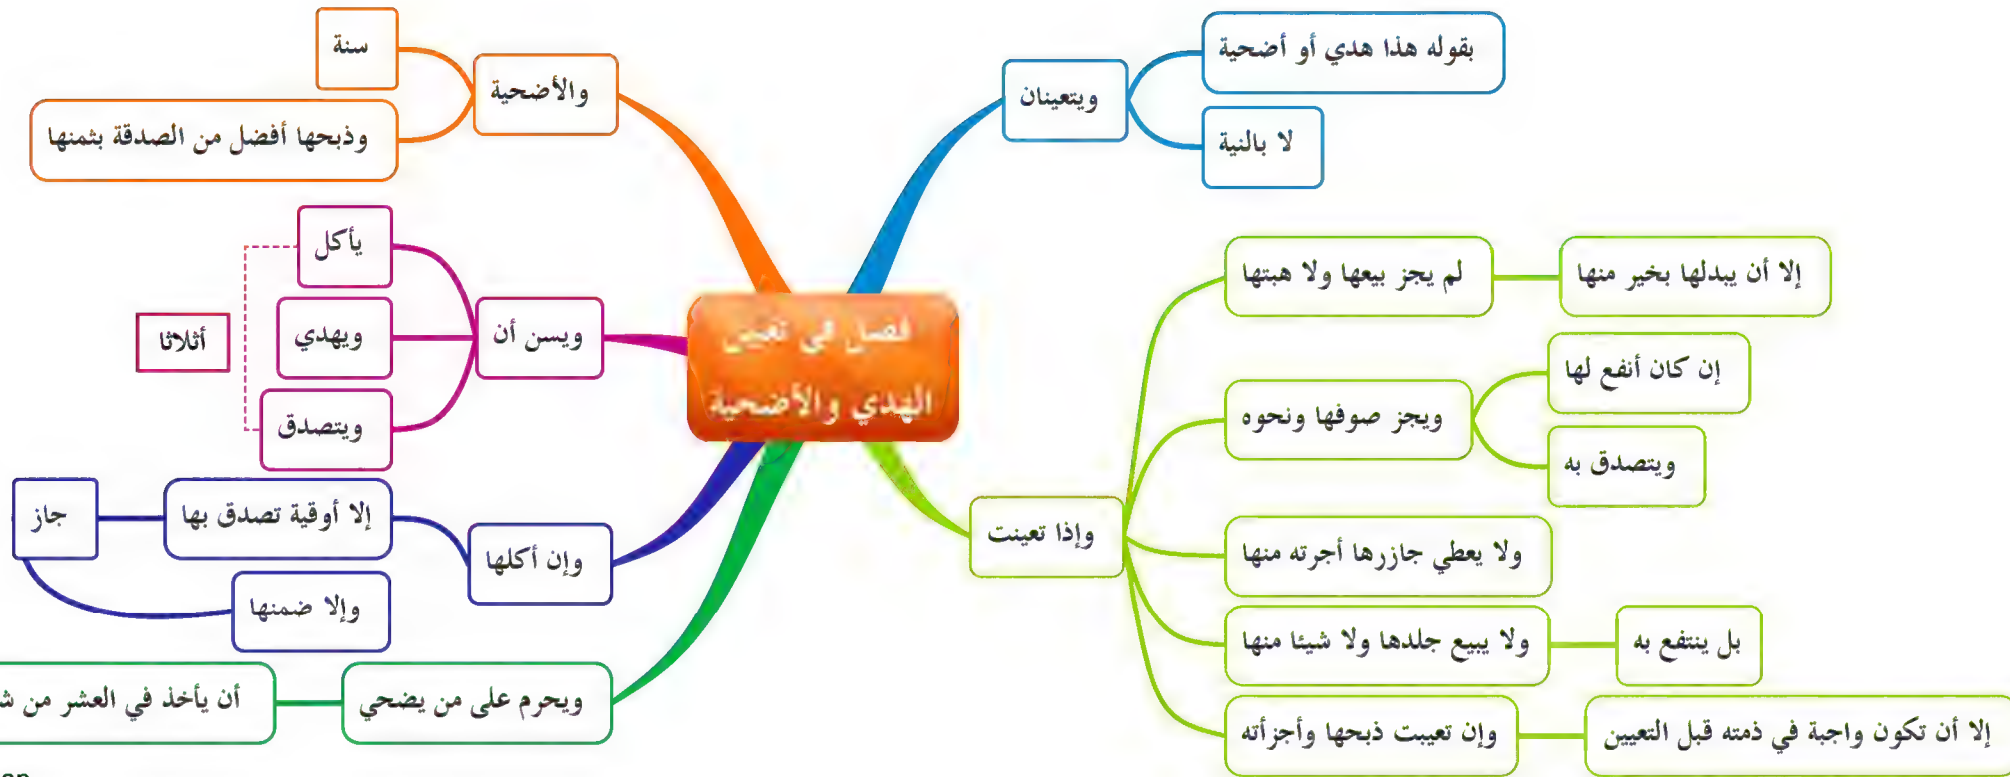 فصل في تعيين
الهدي والأضحية
ويتعينان
بقوله هذا هدي أو أضحية
لا بالنية
وإذا تعينت
لم يجز بيعها ولا هبتها
إلا أن يبدلها بخير منها
ويجز صوفها ونحوه
إن كان أنفع لها
ويتصدق به
ولا يعطي جازرها أجرته منها
ولا يبيع جلدها ولا شيئا منها
بل ينتفع به
وإن تعيبت ذبحها وأجزأته
إلا أن تكون واجبة في ذمته قبل التعيين
والأضحية
سنة
وذبحها أفضل من الصدقة بثمنها
ويسن أن
يأكل
ويهدي
ويتصدق
أثلاثا
وإن أكلها
إلا أوقية تصدق بها
جاز
وإلا ضمنها
ويحرم على من يضحي
أن يأخذ في العشر من